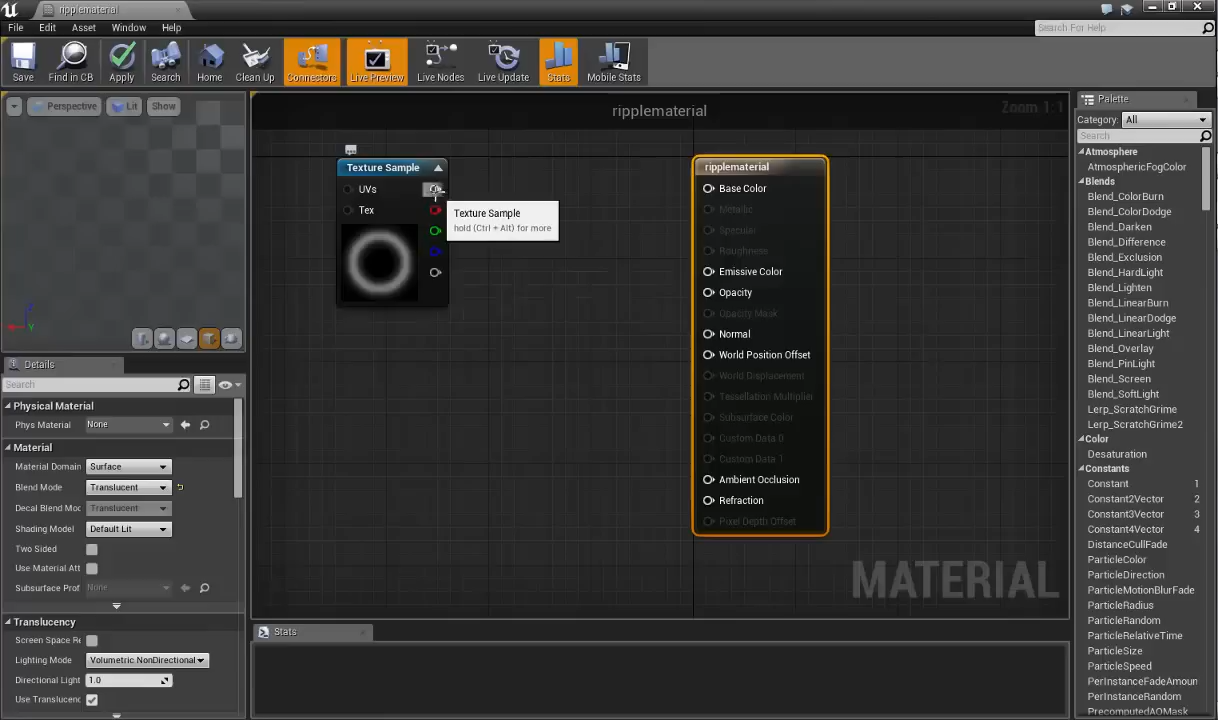 ripplematerial
File Edit Asset Window Help
Search For Help
Save Find in CB Apply Search Home Clean Up Connectors Live Preview Live Nodes Live Update Stats Mobile Stats
Perspective Lit Show
ripplematerial
Zoom 1:1
Texture Sample
UVs
Tex
Texture Sample
hold (Ctrl + Alt) for more
ripplematerial
Base Color
Metallic
Specular
Roughness
Emissive Color
Opacity
Opacity Mask
Normal
World Position Offset
World Displacement
Tessellation Multiplier
Subsurface Color
Custom Data 0
Custom Data 1
Ambient Occlusion
Refraction
Pixel Depth Offset
MATERIAL
Z
Y
Details
Search
Physical Material
Phys Material None
Material
Material Domain Surface
Blend Mode Translucent
Decal Blend Moc Translucent
Shading Model Default Lit
Two Sided
Use Material Att
Subsurface Prof None
Translucency
Screen Space Re
Lighting Mode Volumetric NonDirectional
Directional Light 1.0
Use Translucenc
Stats
Palette
Category: All
Search
Atmosphere
AtmosphericFogColor
Blends
Blend_ColorBurn
Blend_ColorDodge
Blend_Darken
Blend_Difference
Blend_Exclusion
Blend_HardLight
Blend_Lighten
Blend_LinearBurn
Blend_LinearDodge
Blend_LinearLight
Blend_Overlay
Blend_PinLight
Blend_Screen
Blend_SoftLight
Lerp_ScratchGrime
Lerp_ScratchGrime2
Color
Desaturation
Constants
Constant 1
Constant2Vector 2
Constant3Vector 3
Constant4Vector 4
DistanceCullFade
ParticleColor
ParticleDirection
ParticleMotionBlurFade
ParticleRadius
ParticleRandom
ParticleRelativeTime
ParticleSize
ParticleSpeed
PerInstanceFadeAmoun
PerInstanceRandom
PrecomputedAOMask